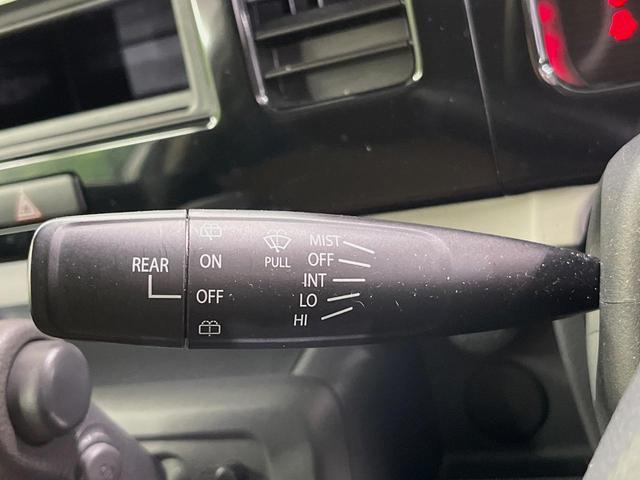 REAR
ON
OFF
PULL
MIST
OFF
INT
LO
HI